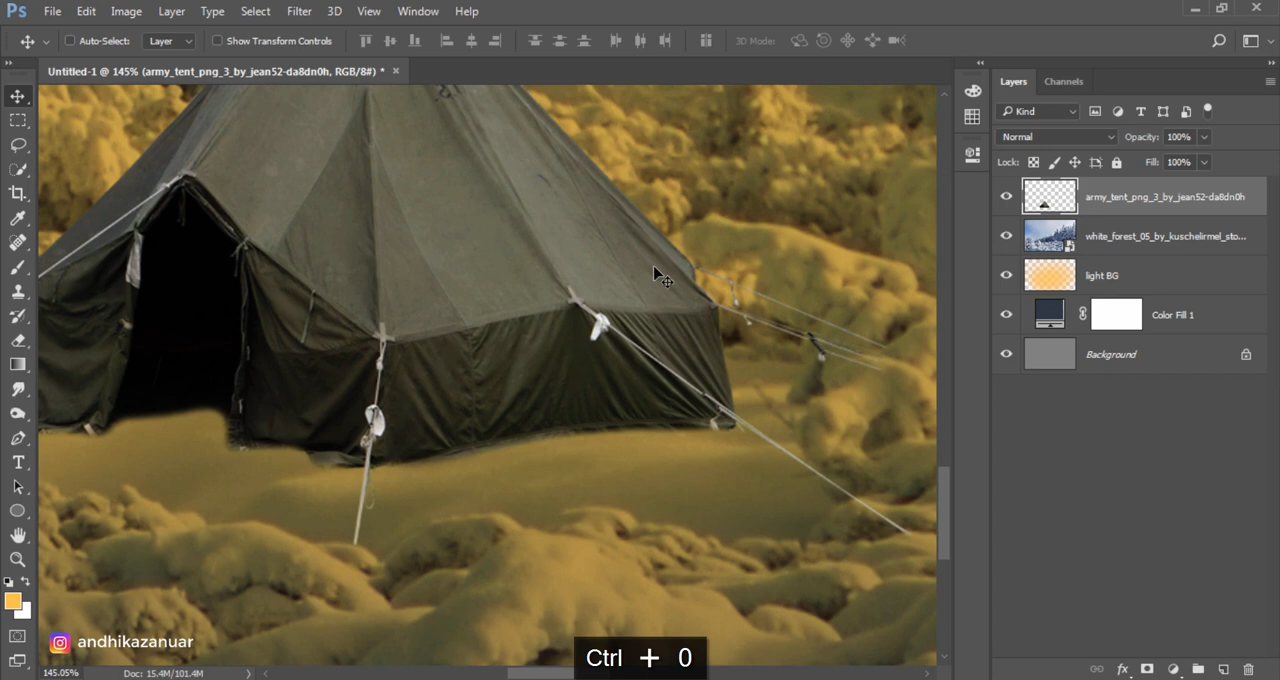 Ps File Edit Image Layer Type Select Filter 3D View Window Help
Auto-Select: Layer Show Transform Controls 3D Mode:
Untitled-1 @ 145% (army_tent_png_3_by_jean52-da8dn0h, RGB/8#) * ×
Layers Channels
Kind
Normal Opacity: 100%
Lock: Fill: 100%
army_tent_png_3_by_jean52-da8dn0h
white_forest_05_by_kuschelirmel_sto...
light BG
Color Fill 1
Background
andhikazanuar
Ctrl + 0
145.05% Doc: 15.4M/101.4M